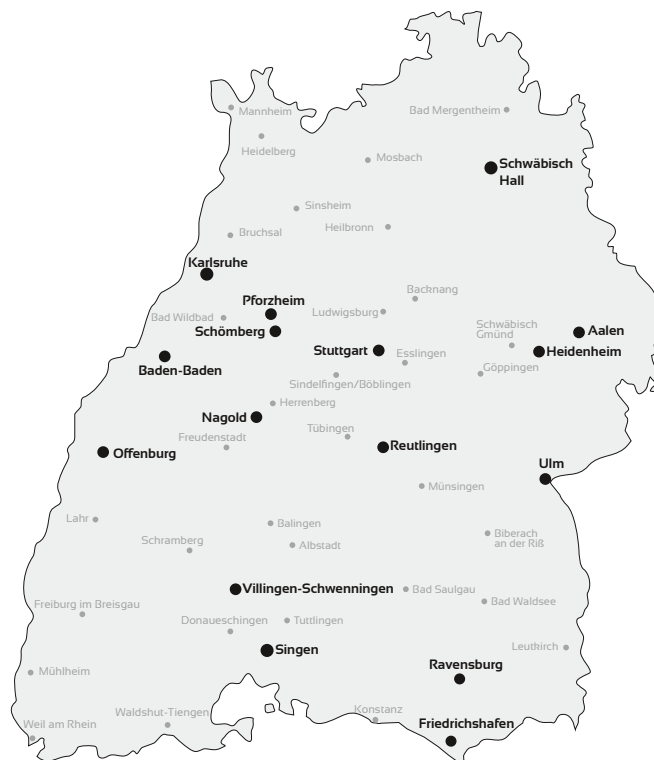 Mannheim
Bad Mergentheim
Heidelberg
Mosbach
Schwäbisch
Hall
Sinsheim
Heilbronn
Bruchsal
Karlsruhe
Backnang
Pforzheim
Bad Wildbad
Ludwigsburg
Schömberg
Schwäbisch
Gmünd
Aalen
Stuttgart
Heidenheim
Esslingen
Baden-Baden
Göppingen
Sindelfingen/Böblingen
Herrenberg
Nagold
Tübingen
Freudenstadt
Reutlingen
Offenburg
Ulm
Münsingen
Lahr
Balingen
Biberach
an der Riß
Schramberg
Albstadt
Villingen-Schwenningen
Bad Saulgau
Bad Waldsee
Freiburg im Breisgau
Donaueschingen
Tuttlingen
Leutkirch
Singen
Ravensburg
Mühlheim
Konstanz
Waldshut-Tiengen
Weil am Rhein
Friedrichshafen